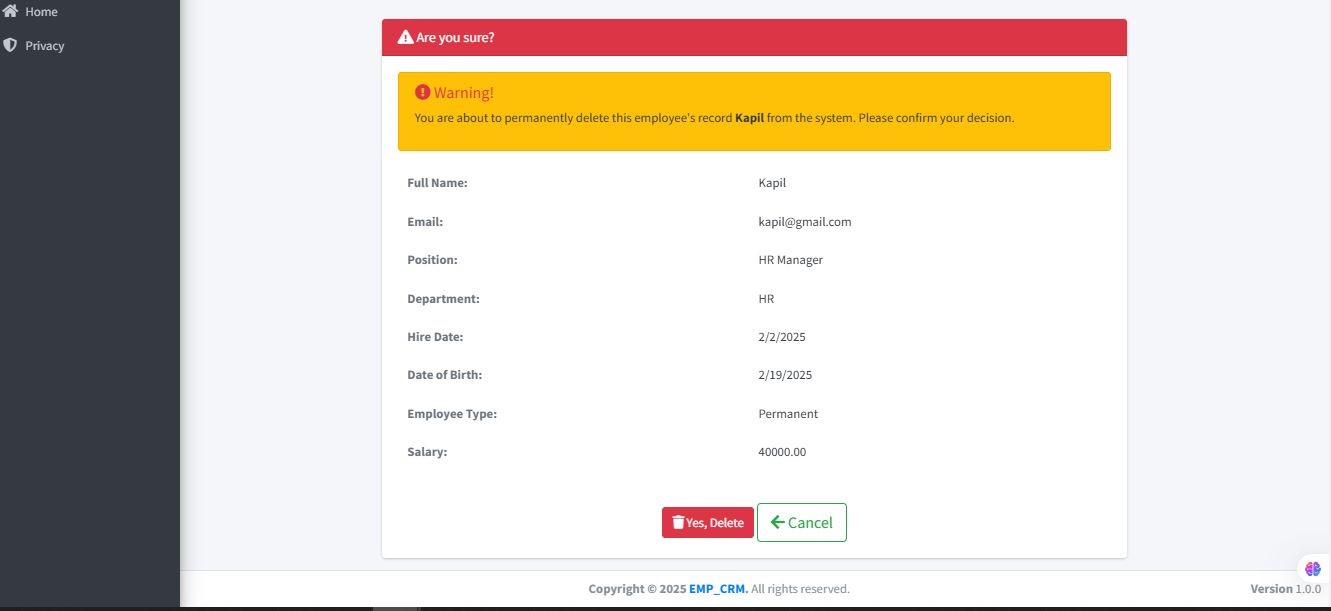 Home
Privacy
Are you sure?
Warning!
You are about to permanently delete this employee's record Kapil from the system. Please confirm your decision.
Full Name: Kapil
Email: kapil@gmail.com
Position: HR Manager
Department: HR
Hire Date: 2/2/2025
Date of Birth: 2/19/2025
Employee Type: Permanent
Salary: 40000.00
Yes, Delete Cancel
Copyright © 2025 EMP_CRM. All rights reserved. Version 1.0.0